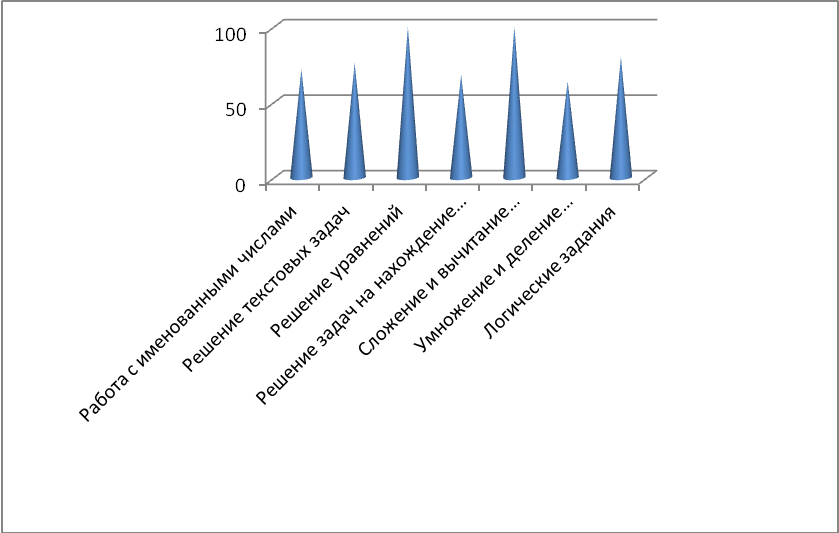 100
50
0
Работа с именованными числами
Решение текстовых задач
Решение уравнений
Решение задач на нахождение...
Сложение и вычитание...
Умножение и деление...
Логические задания